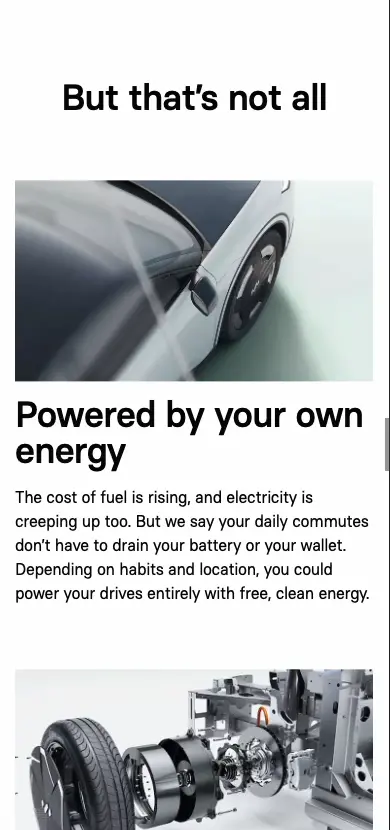 But that's not all
Powered by your own
energy
The cost of fuel is rising, and electricity is
creeping up too. But we say your daily commutes
don't have to drain your battery or your wallet.
Depending on habits and location, you could
power your drives entirely with free, clean energy.